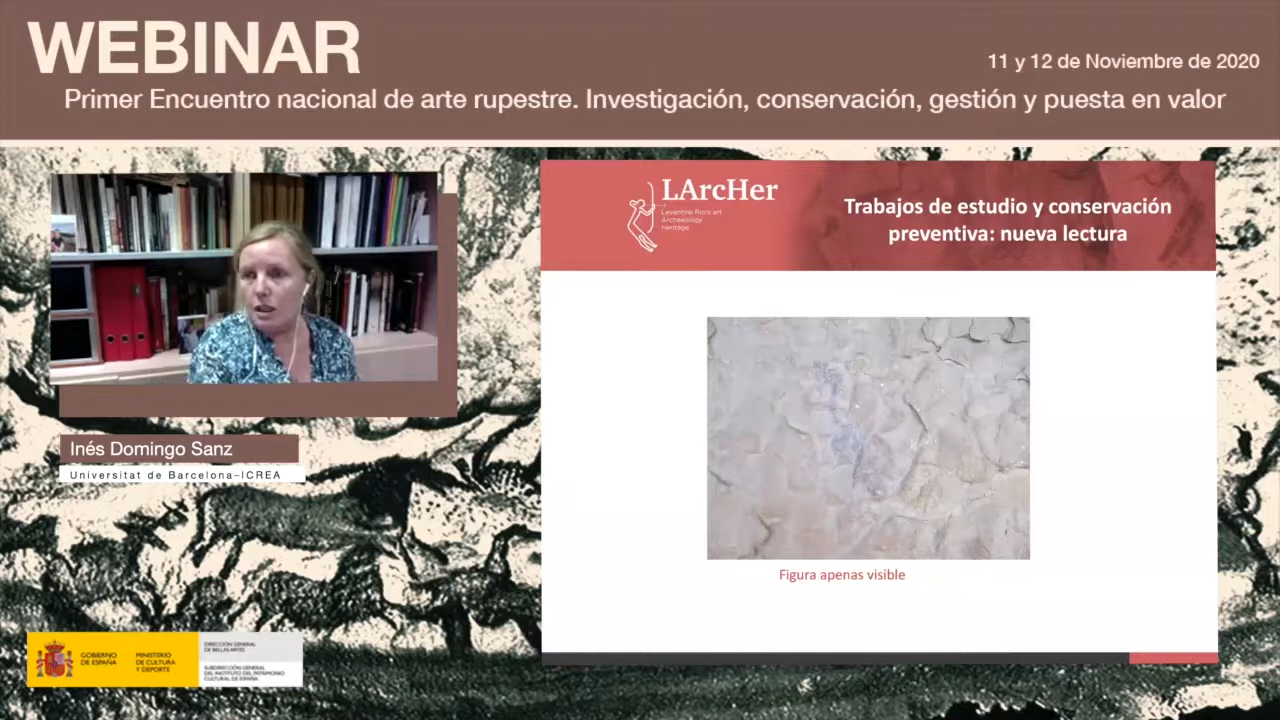 WEBINAR
11 y 12 de Noviembre de 2020
Primer Encuentro nacional de arte rupestre. Investigación, conservación, gestión y puesta en valor
LArcHer
Levantine Rock art
Archaeology
Heritage
Trabajos de estudio y conservación
preventiva: nueva lectura
Figura apenas visible
Inés Domingo Sanz
Universitat de Barcelona–ICREA
GOBIERNO
DE ESPAÑA
MINISTERIO
DE CULTURA
Y DEPORTE
DIRECCIÓN GENERAL
DE BELLAS ARTES
SUBDIRECCIÓN GENERAL
DEL INSTITUTO DEL PATRIMONIO
CULTURAL DE ESPAÑA